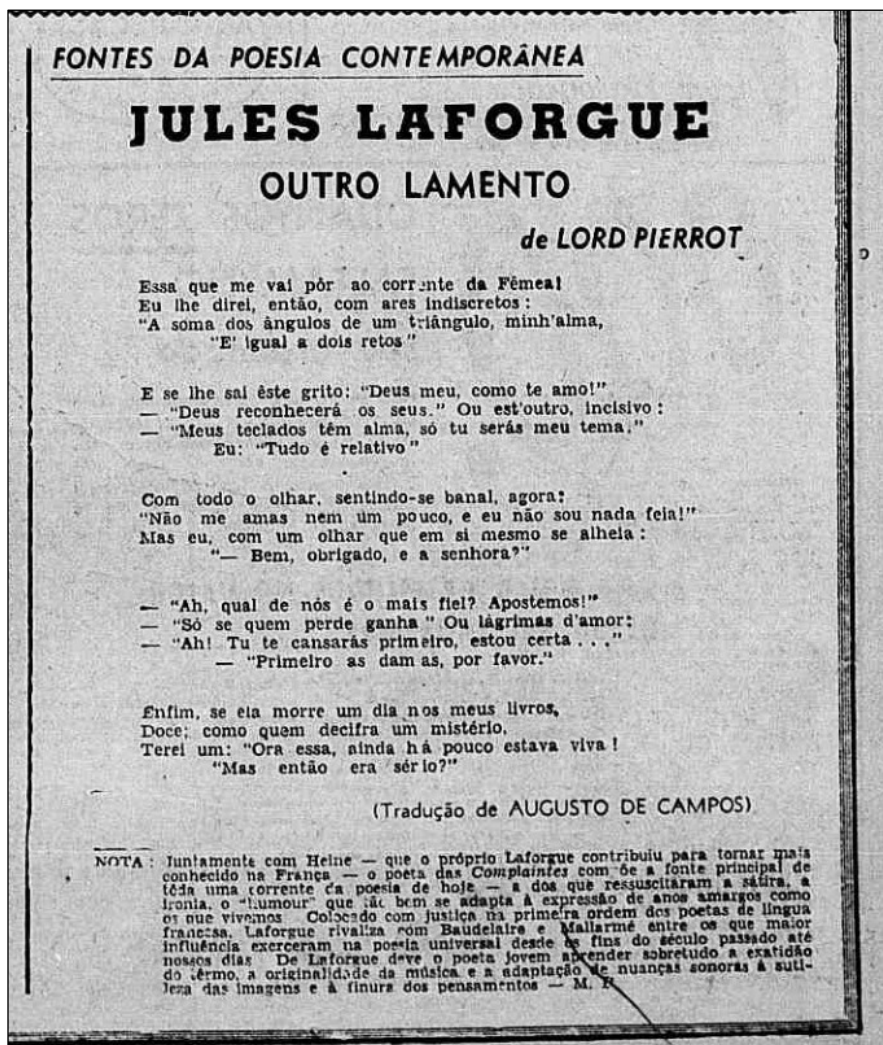 FONTES DA POESIA CONTEMPORÂNEA
JULES LAFORGUE
OUTRO LAMENTO
de LORD PIERROT
Essa que me vai pôr ao corrente da Fêmea!
Eu lhe direi, então, com ares indiscretos:
"A soma dos ângulos de um triângulo, minh'alma,
"E' igual a dois retos"
E se lhe sai êste grito: "Deus meu, como te amo!"
— "Deus reconhecerá os seus." Ou est'outro, incisivo:
— "Meus teclados têm alma, só tu serás meu tema."
Eu: "Tudo é relativo"
Com todo o olhar, sentindo-se banal, agora:
"Não me amas nem um pouco, e eu não sou nada feia!"
Mas eu, com um olhar que em si mesmo se alheia:
"— Bem, obrigado, e a senhora?"
— "Ah, qual de nós é o mais fiel? Apostemos!"
— "Só se quem perde ganha" Ou lágrimas d'amor:
— "Ah! Tu te cansarás primeiro, estou certa . . ."
— "Primeiro as damas, por favor."
Enfim, se ela morre um dia nos meus livros,
Doce; como quem decifra um mistério,
Terei um: "Ora essa, ainda há pouco estava viva!
"Mas então era sério?"
(Tradução de AUGUSTO DE CAMPOS)
NOTA: Juntamente com Heine — que o próprio Laforgue contribuiu para tornar mais
conhecido na França — o poeta das Complaintes compõe a fonte principal de
tôda uma corrente da poesia de hoje — a dos que ressuscitaram a sátira, a
ironia, o "humour" que tão bem se adapta à expressão de anos amargos como
os que vivemos Colocado com justiça na primeira ordem dos poetas de língua
francesa, Laforgue rivaliza com Baudelaire e Mallarmé entre os que maior
influência exerceram na poesia universal desde os fins do século passado até
nossos dias De Laforgue deve o poeta jovem aprender sobretudo a exatidão
do têrmo, a originalidade da música e a adaptação de nuanças sonoras à suti-
leza das imagens e à finura dos pensamentos — M.